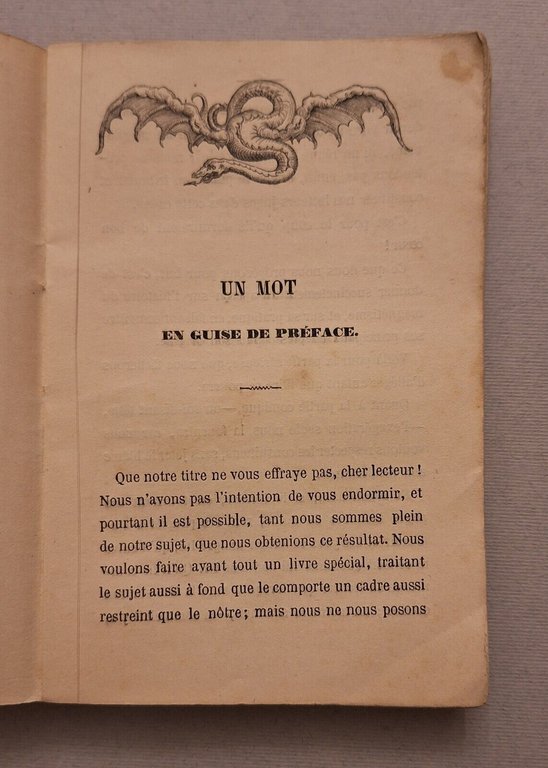 UN MOT
EN GUISE DE PRÉFACE.
Que notre titre ne vous effraye pas, cher lecteur !
Nous n'avons pas l'intention de vous endormir, et
pourtant il est possible, tant nous sommes plein
de notre sujet, que nous obtenions ce résultat. Nous
voulons faire avant tout un livre spécial, traitant
le sujet aussi à fond que le comporte un cadre aussi
restreint que le nôtre ; mais nous ne nous posons